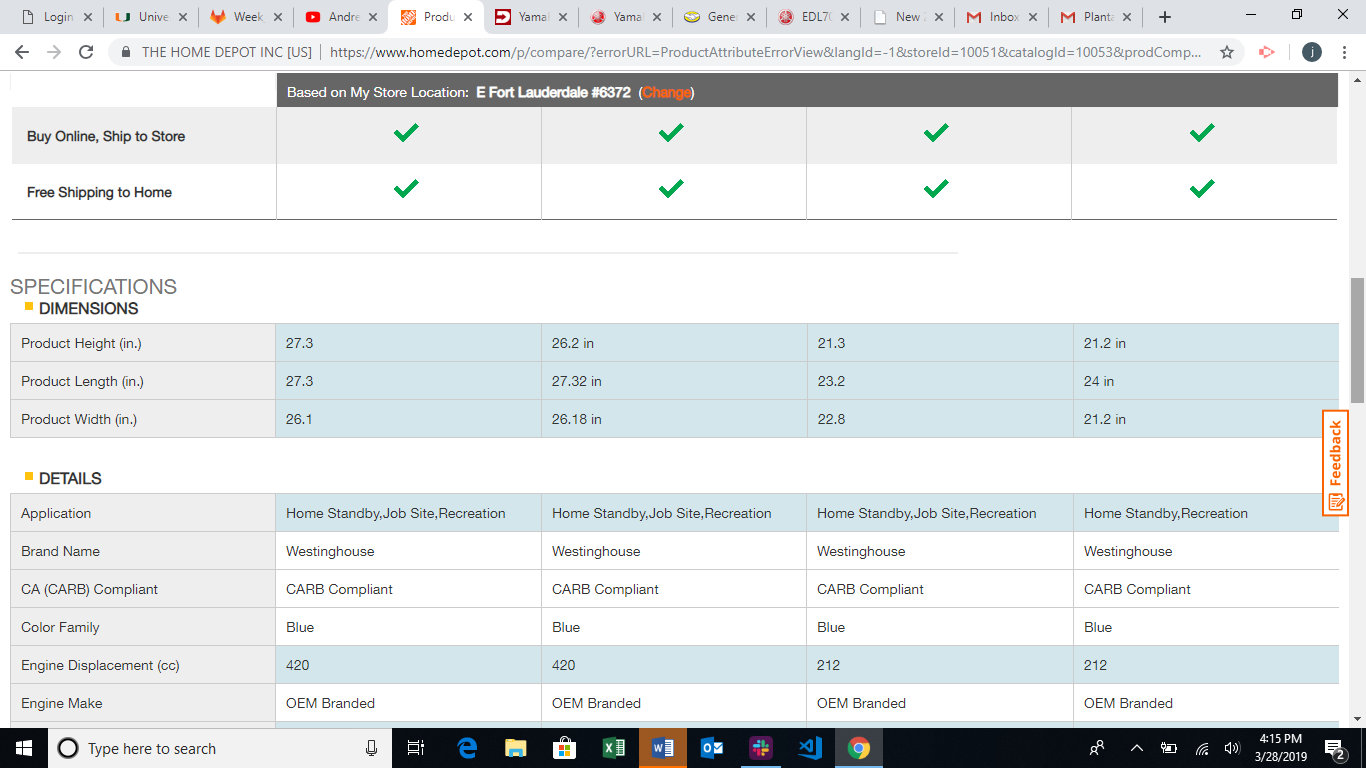 Login
Unive
Week
Andre
Produ
Yamah
Yamah
Gene
EDL70
New
Inbox
Planta
THE HOME DEPOT INC [US] | https://www.homedepot.com/p/compare/?errorURL=ProductAttributeErrorView&langId=-1&storeId=10051&catalogId=10053&prodComp...
j
Based on My Store Location: E Fort Lauderdale #6372 (Change)
Buy Online, Ship to Store
Free Shipping to Home
SPECIFICATIONS
DIMENSIONS
Product Height (in.) 27.3 26.2 in 21.3 21.2 in
Product Length (in.) 27.3 27.32 in 23.2 24 in
Product Width (in.) 26.1 26.18 in 22.8 21.2 in
Feedback
DETAILS
Application Home Standby,Job Site,Recreation Home Standby,Job Site,Recreation Home Standby,Job Site,Recreation Home Standby,Recreation
Brand Name Westinghouse Westinghouse Westinghouse Westinghouse
CA (CARB) Compliant CARB Compliant CARB Compliant CARB Compliant CARB Compliant
Color Family Blue Blue Blue Blue
Engine Displacement (cc) 420 420 212 212
Engine Make OEM Branded OEM Branded OEM Branded OEM Branded
Type here to search
4:15 PM
3/28/2019
2